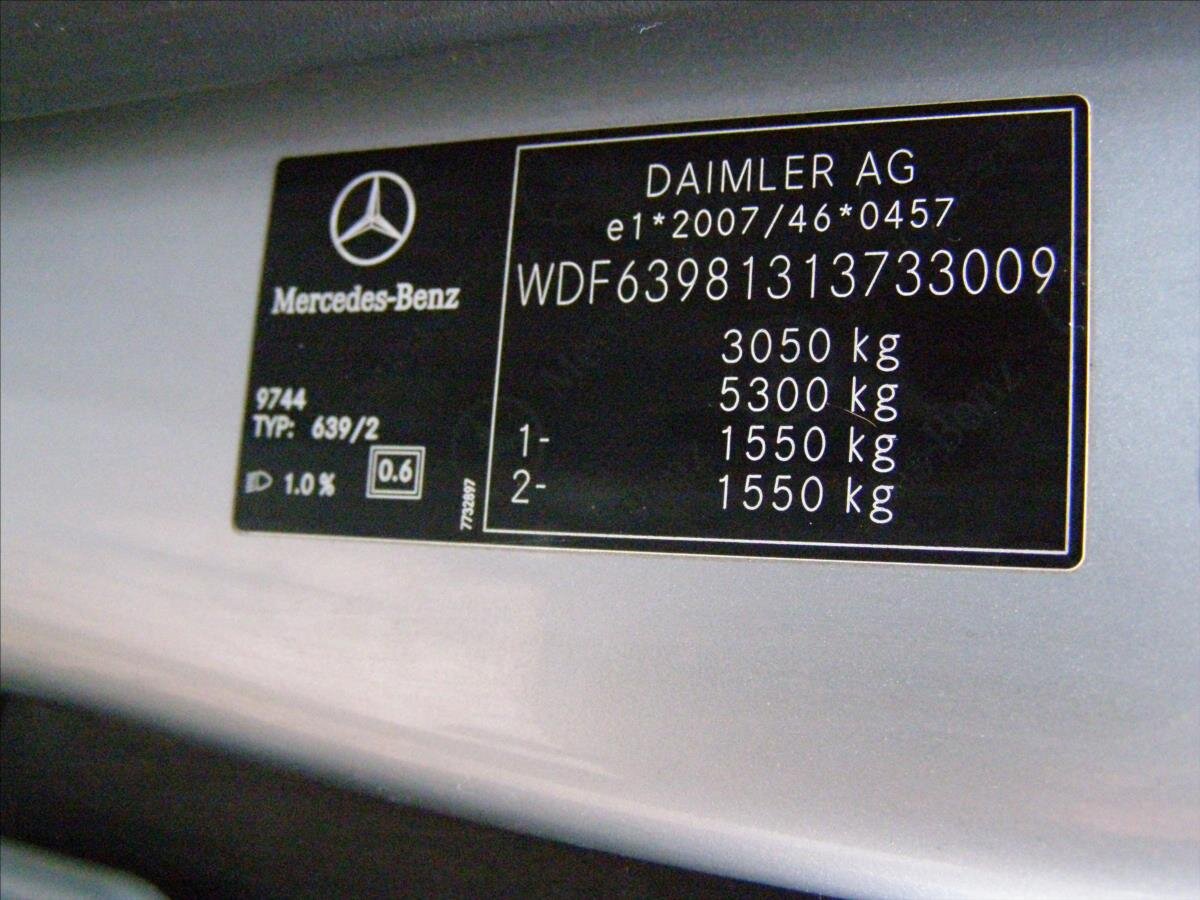 Mercedes-Benz
9744
TYP: 639/2
1.0 %
0.6
7732897
DAIMLER AG
e1*2007/46*0457
WDF63981313733009
3050 kg
5300 kg
1- 1550 kg
2- 1550 kg